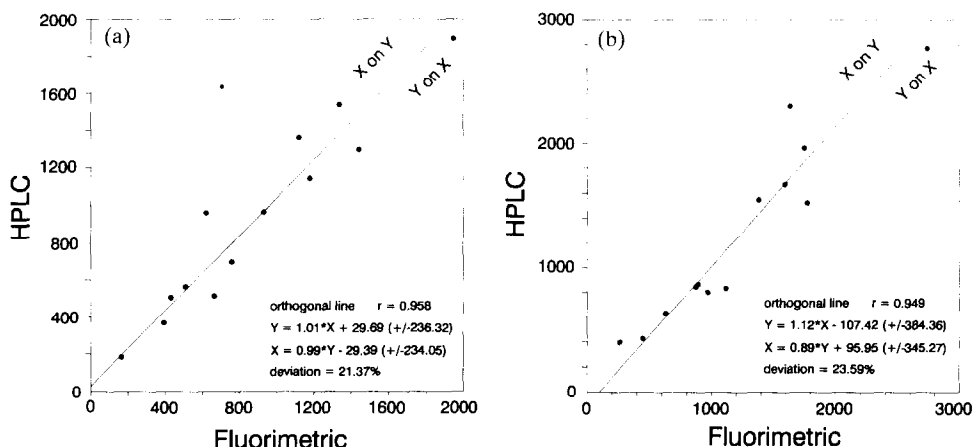 2000
(a)
1600
1200
800
400
0
HPLC
X on Y
Y on X
orthogonal line r = 0.958
Y = 1.01*X + 29.69 (+/-236.32)
X = 0.99*Y - 29.39 (+/-234.05)
deviation = 21.37%
0 400 800 1200 1600 2000
Fluorimetric
3000
(b)
2000
1000
0
HPLC
X on Y
Y on X
orthogonal line r = 0.949
Y = 1.12*X - 107.42 (+/-384.36)
X = 0.89*Y + 95.95 (+/-345.27)
deviation = 23.59%
0 1000 2000 3000
Fluorimetric